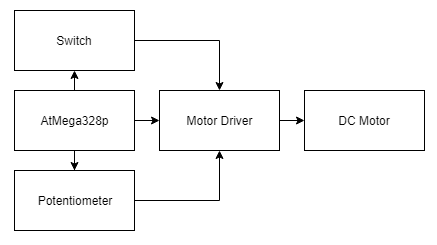 Switch
AtMega328p
Motor Driver
DC Motor
Potentiometer